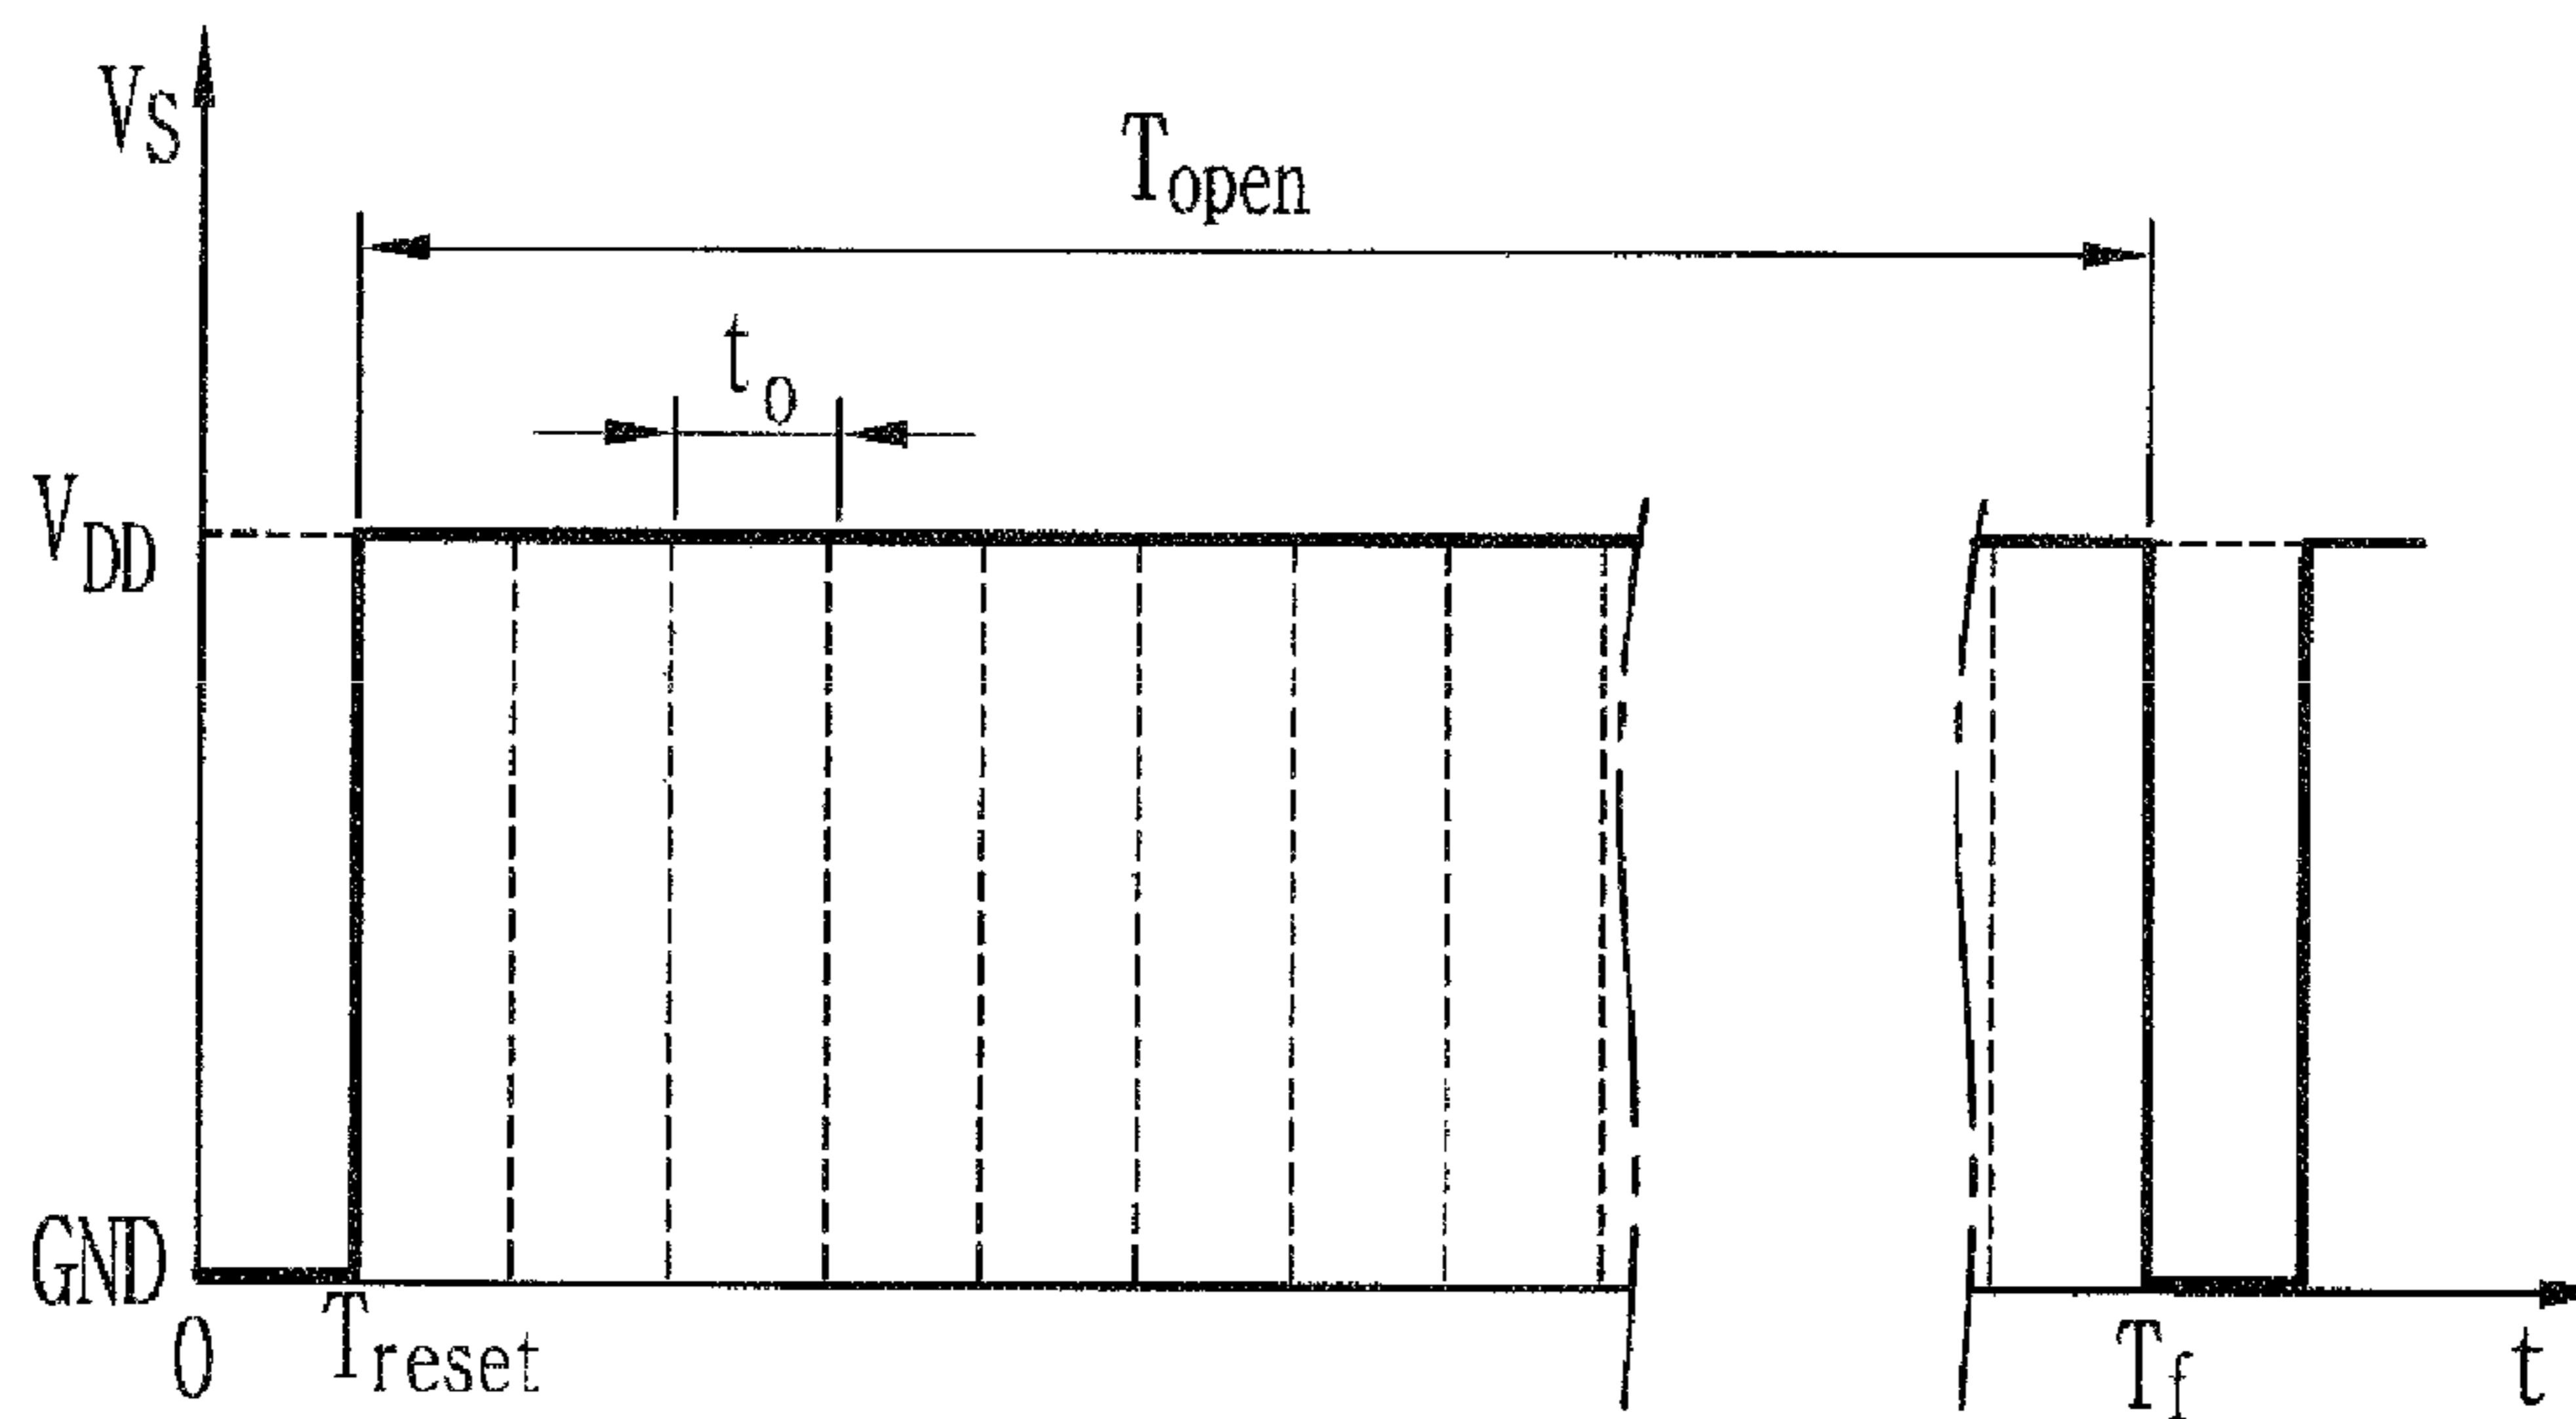 VS
Topen
to
VDD
GND
0
Treset
Tf
t